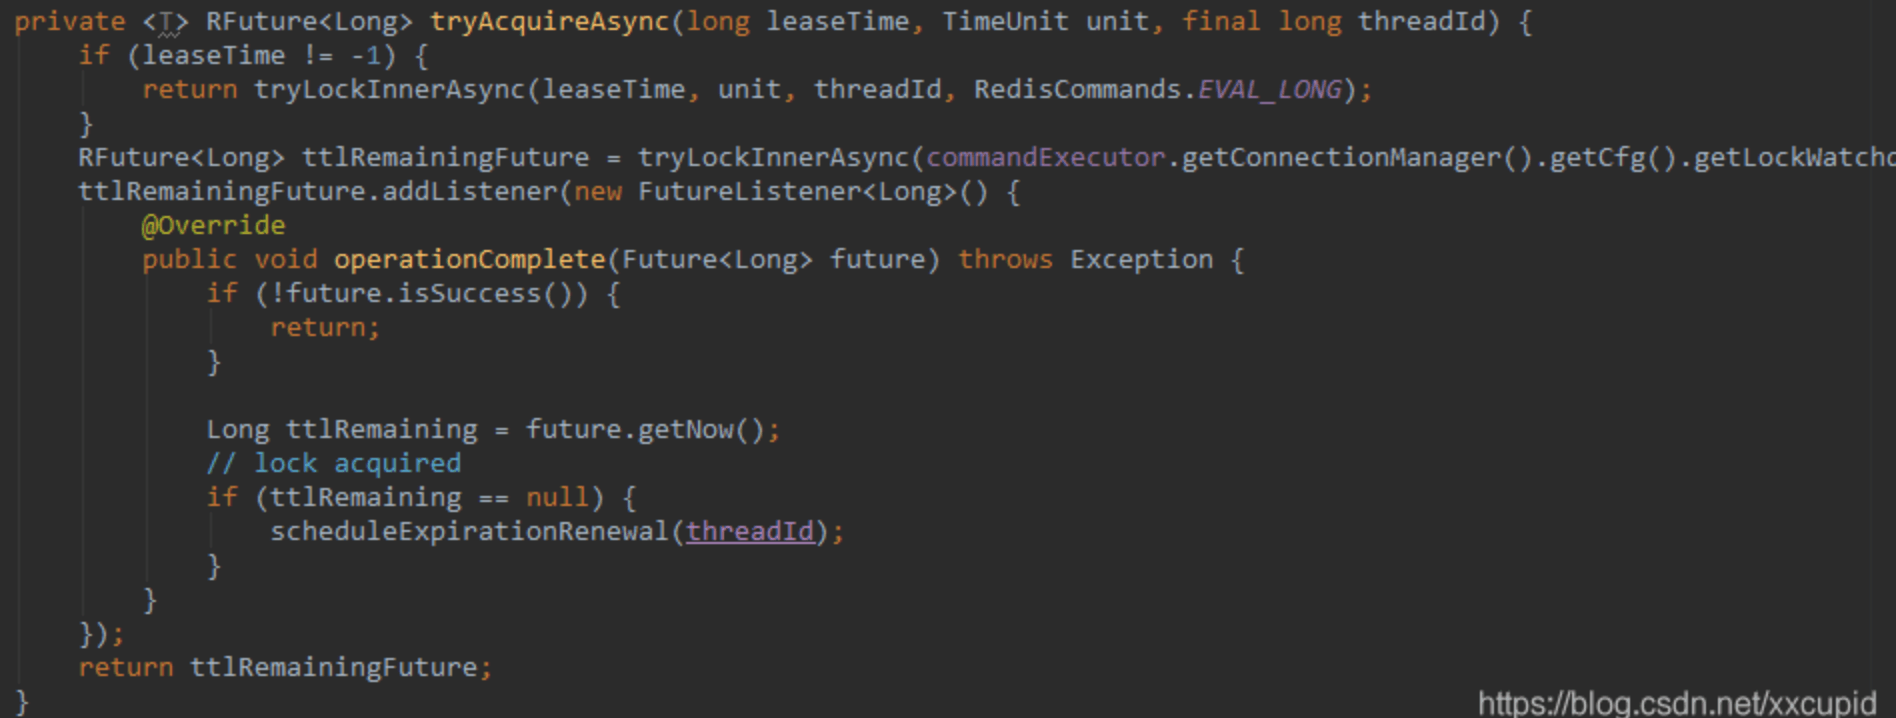 private <T> RFuture<Long> tryAcquireAsync(long leaseTime, TimeUnit unit, final long threadId) {
if (leaseTime != -1) {
return tryLockInnerAsync(leaseTime, unit, threadId, RedisCommands.EVAL_LONG);
}
RFuture<Long> ttlRemainingFuture = tryLockInnerAsync(commandExecutor.getConnectionManager().getCfg().getLockWatchd
ttlRemainingFuture.addListener(new FutureListener<Long>() {
@Override
public void operationComplete(Future<Long> future) throws Exception {
if (!future.isSuccess()) {
return;
}
Long ttlRemaining = future.getNow();
// lock acquired
if (ttlRemaining == null) {
scheduleExpirationRenewal(threadId);
}
}
});
return ttlRemainingFuture;
}
https://blog.csdn.net/xxcupid